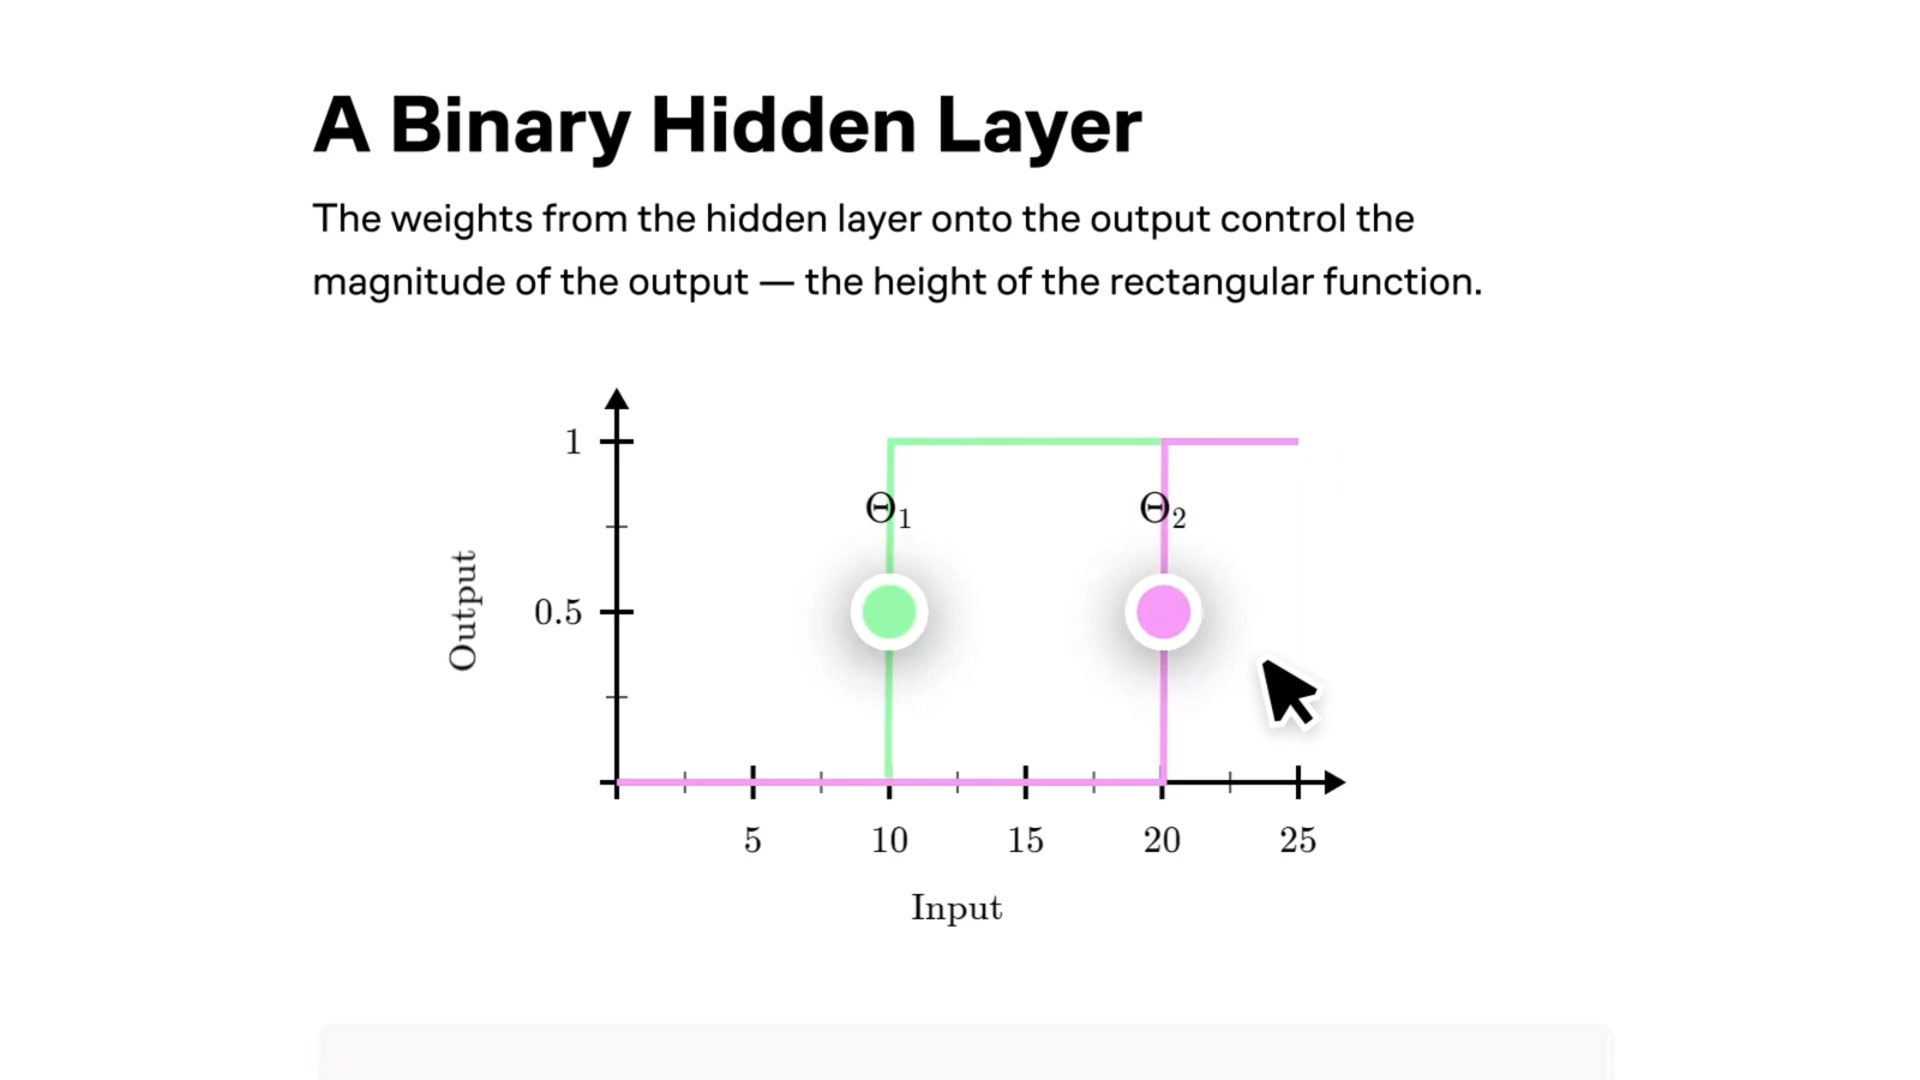 A Binary Hidden Layer
The weights from the hidden layer onto the output control the
magnitude of the output — the height of the rectangular function.
1
Θ₁ Θ₂
Output
0.5
5 10 15 20 25
Input